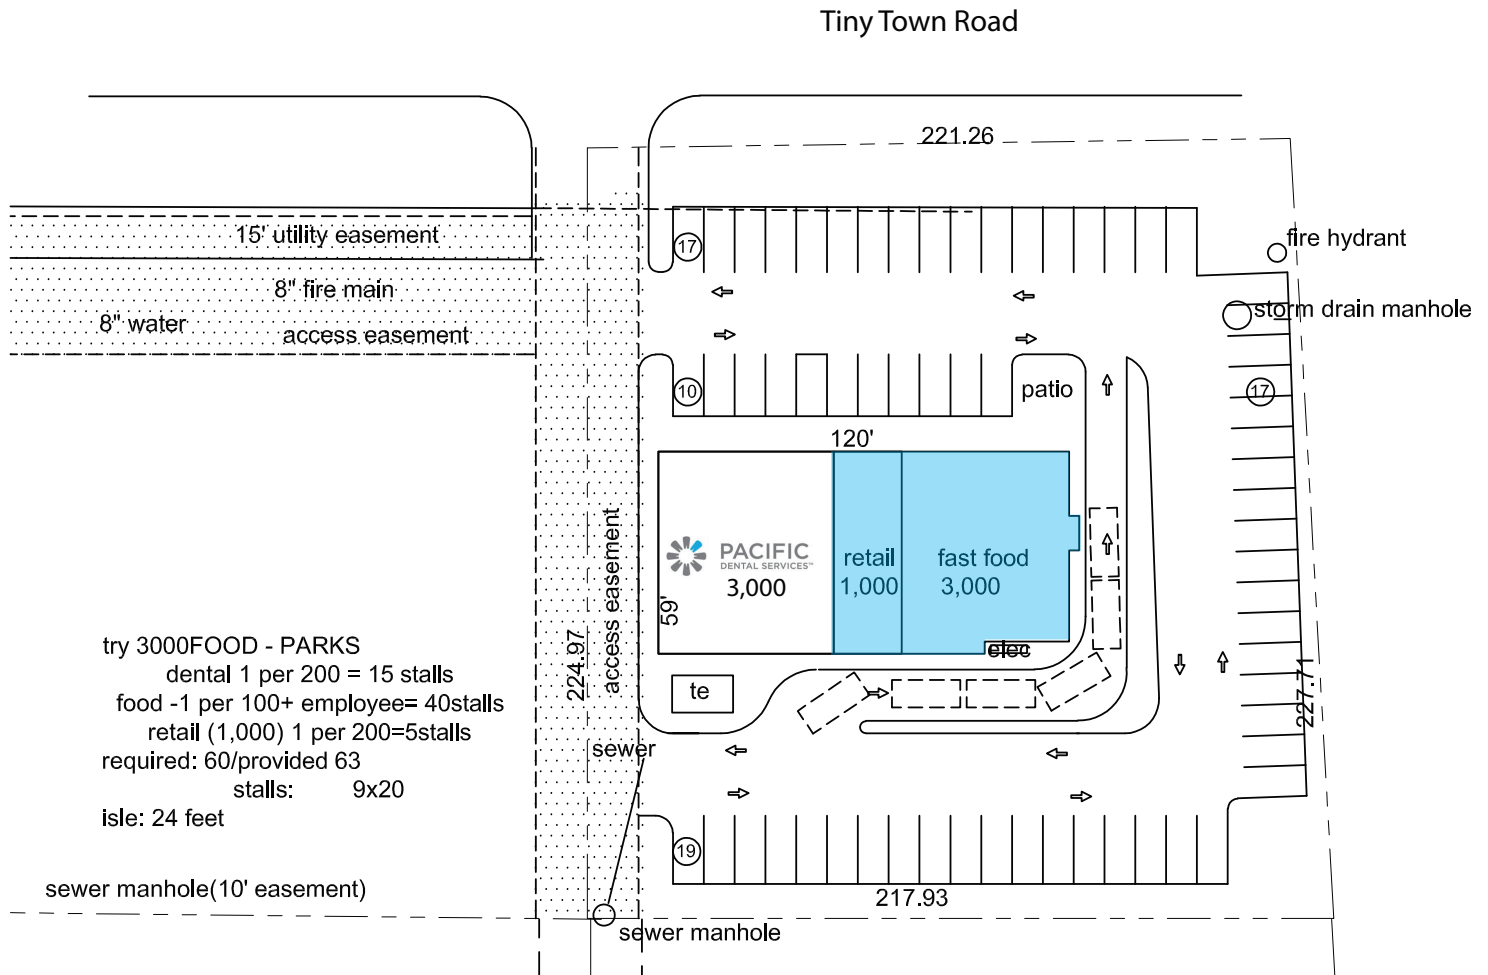 Tiny Town Road
221.26
15' utility easement
17
fire hydrant
8" fire main
8" water
storm drain manhole
access easement
10
patio
17
120'
access easement
PACIFIC
DENTAL SERVICES™
3,000
retail
1,000
fast food
3,000
59'
elec
te
224.97
227.71
try 3000FOOD - PARKS
dental 1 per 200 = 15 stalls
food -1 per 100+ employee= 40stalls
retail (1,000) 1 per 200=5stalls
required: 60/provided 63
stalls: 9x20
isle: 24 feet
sewer
19
sewer manhole(10' easement)
217.93
sewer manhole